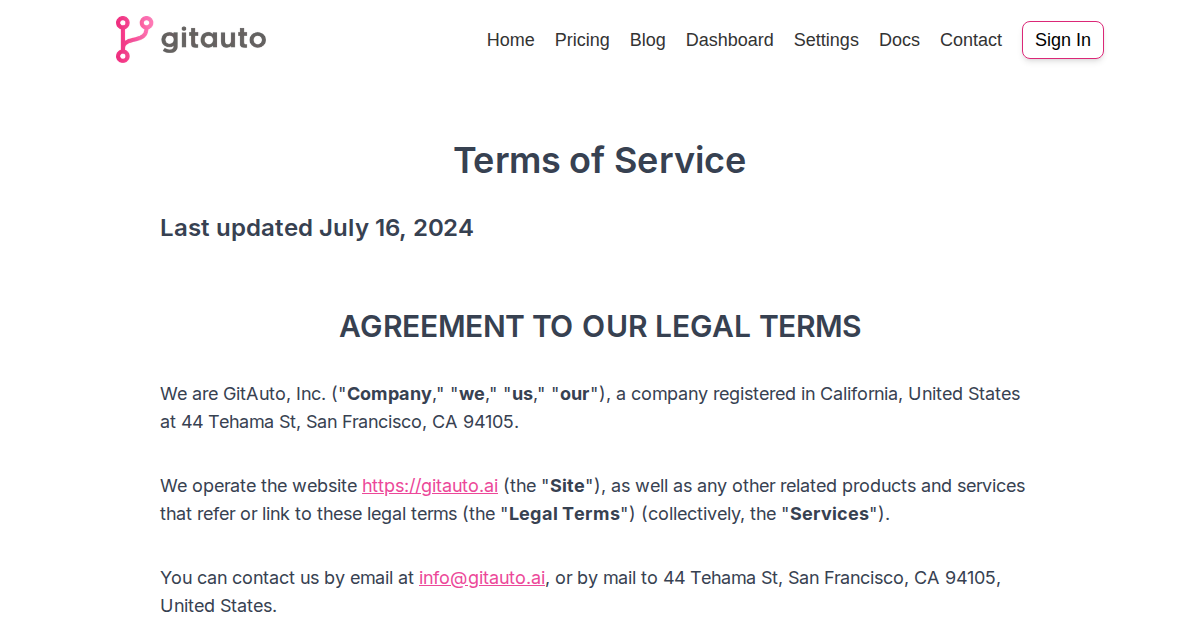 gitauto
Home Pricing Blog Dashboard Settings Docs Contact Sign In
Terms of Service
Last updated July 16, 2024
AGREEMENT TO OUR LEGAL TERMS
We are GitAuto, Inc. ("Company," "we," "us," "our"), a company registered in California, United States
at 44 Tehama St, San Francisco, CA 94105.
We operate the website https://gitauto.ai (the "Site"), as well as any other related products and services
that refer or link to these legal terms (the "Legal Terms") (collectively, the "Services").
You can contact us by email at info@gitauto.ai, or by mail to 44 Tehama St, San Francisco, CA 94105,
United States.